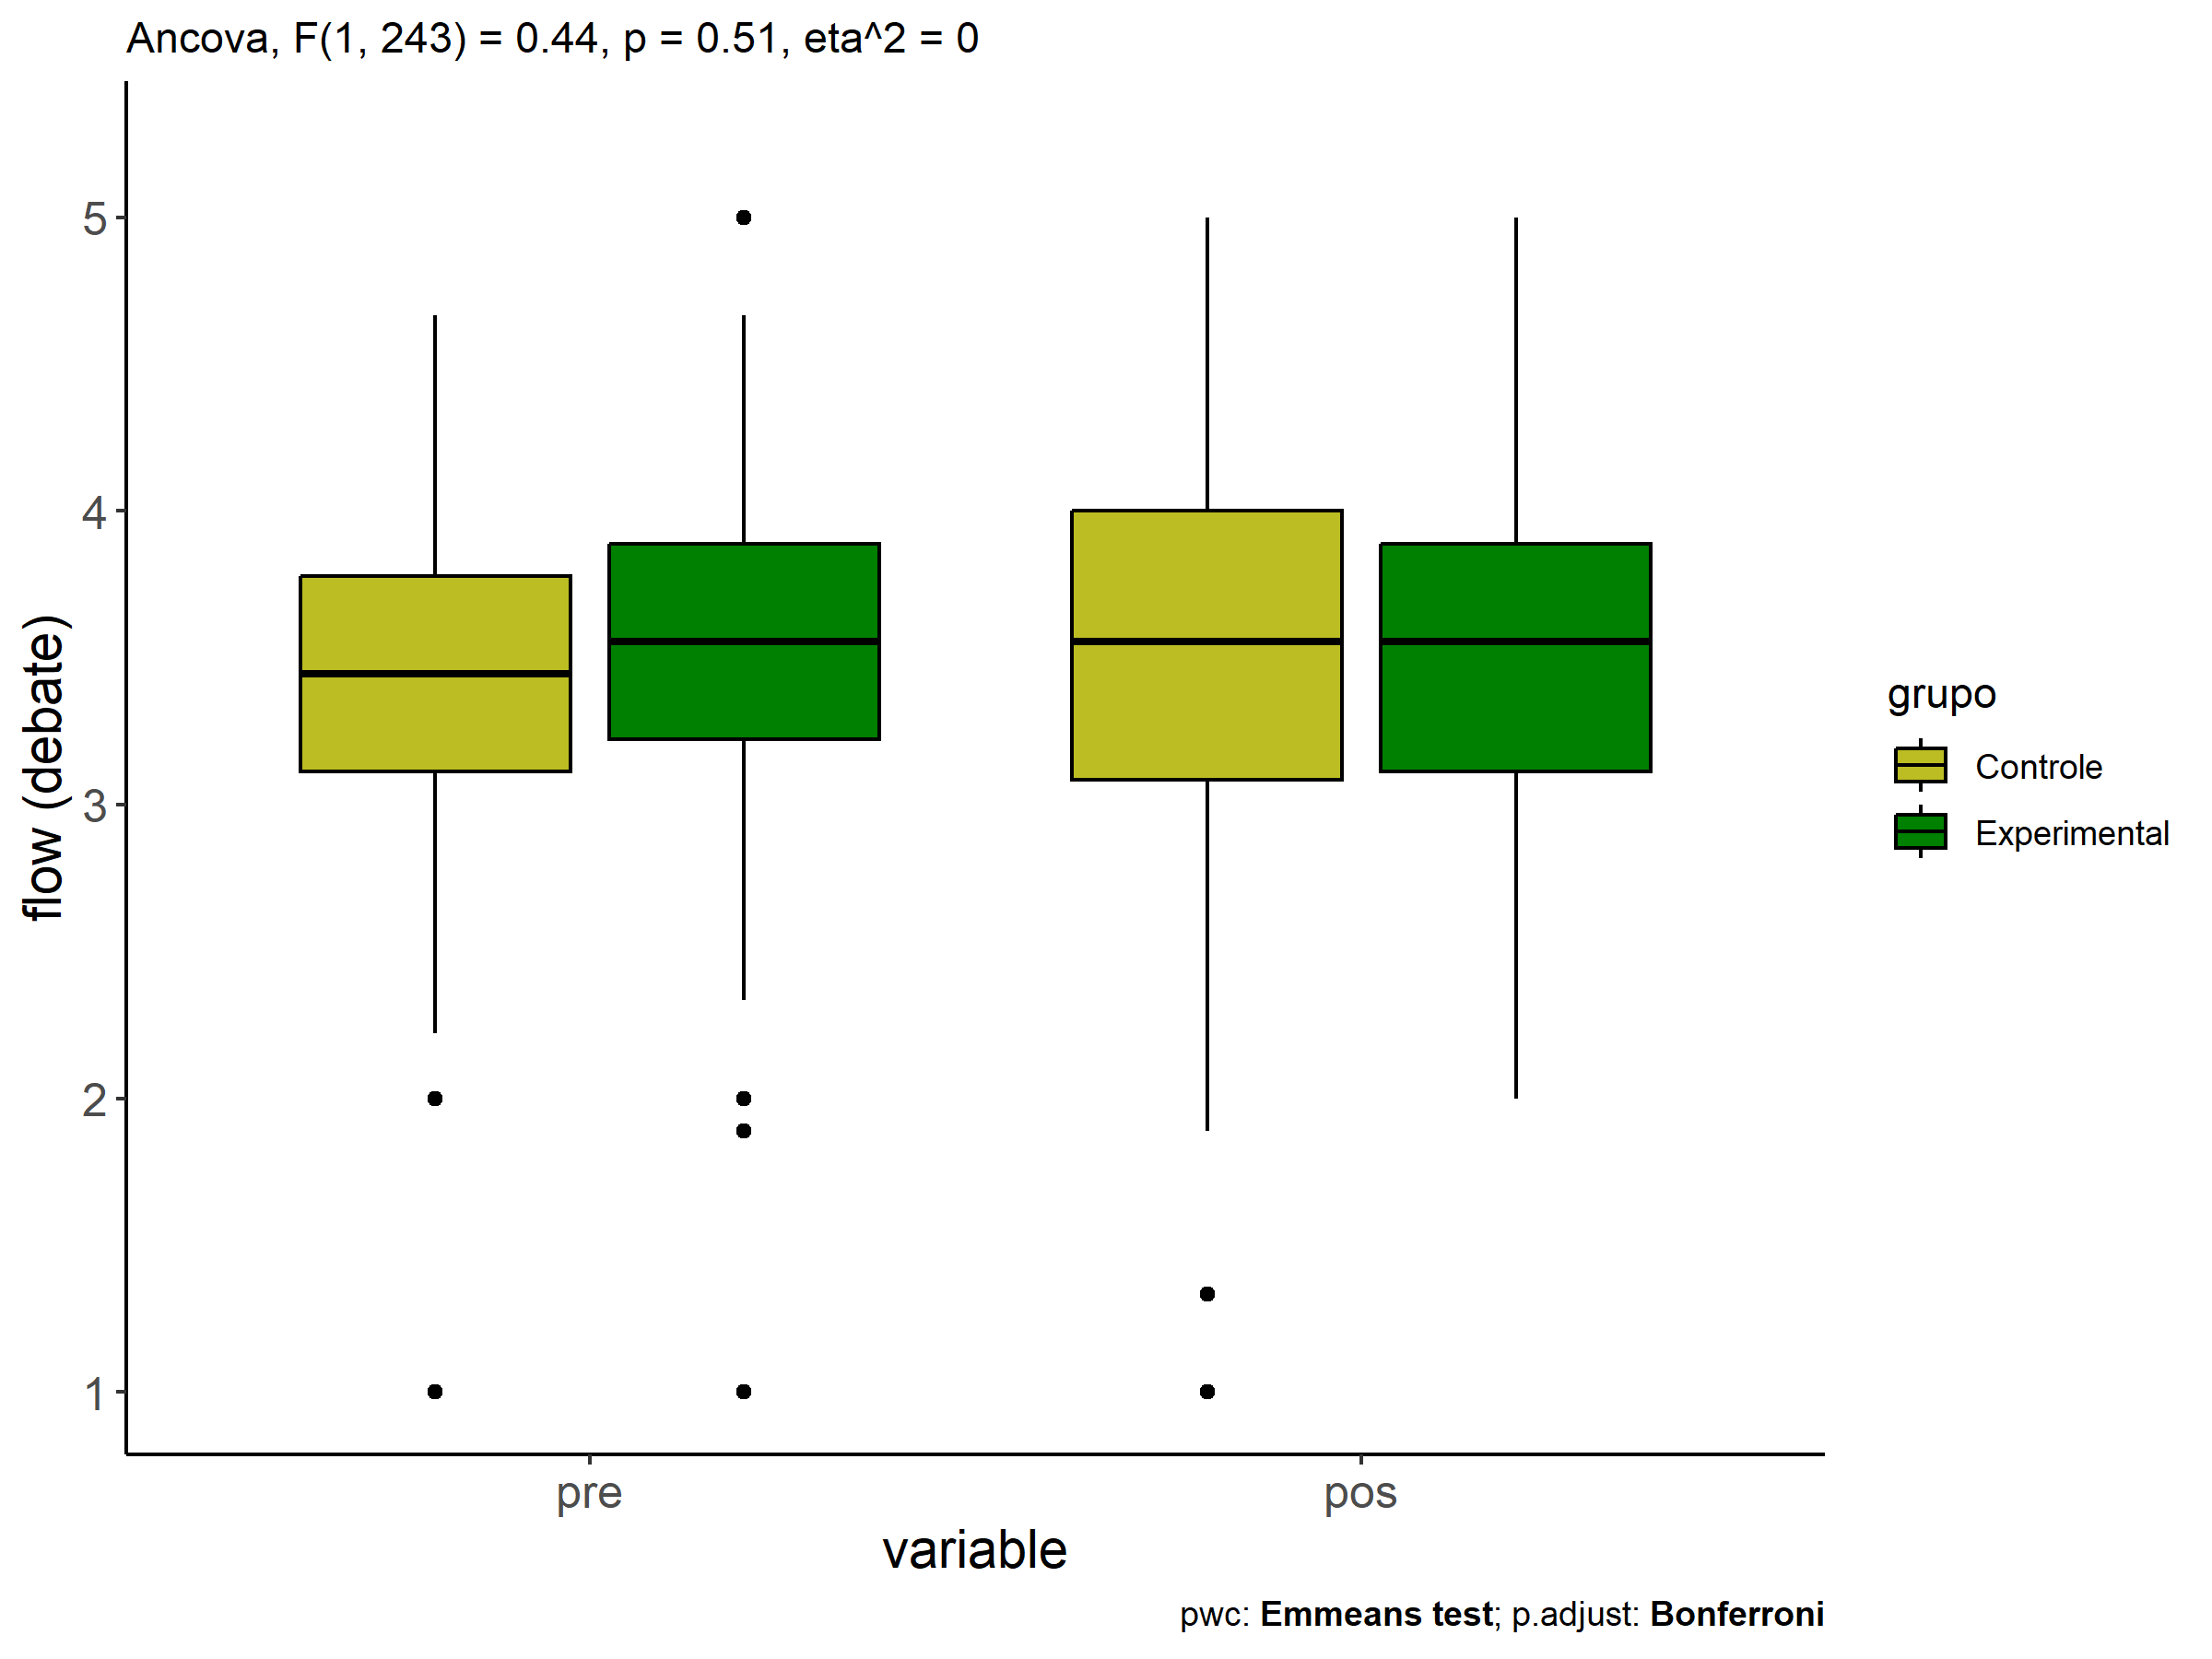 Ancova, F(1, 243) = 0.44, p = 0.51, eta^2 = 0
flow (debate)
5
4
3
2
1
pre
pos
variable
grupo
Controle
Experimental
pwc: Emmeans test; p.adjust: Bonferroni